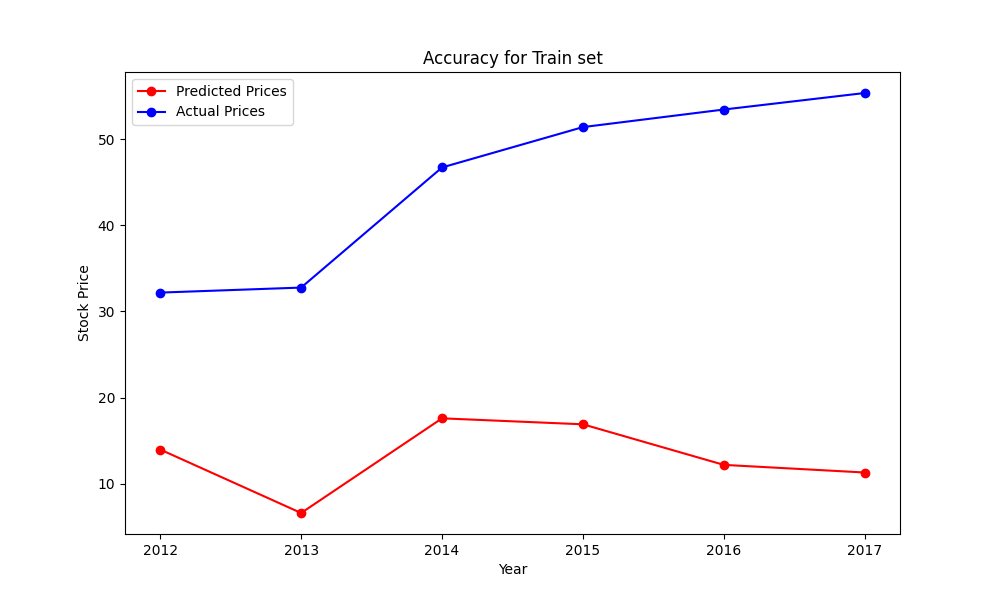 Accuracy for Train set
Predicted Prices
Actual Prices
50
40
30
20
10
Stock Price
2012 2013 2014 2015 2016 2017
Year